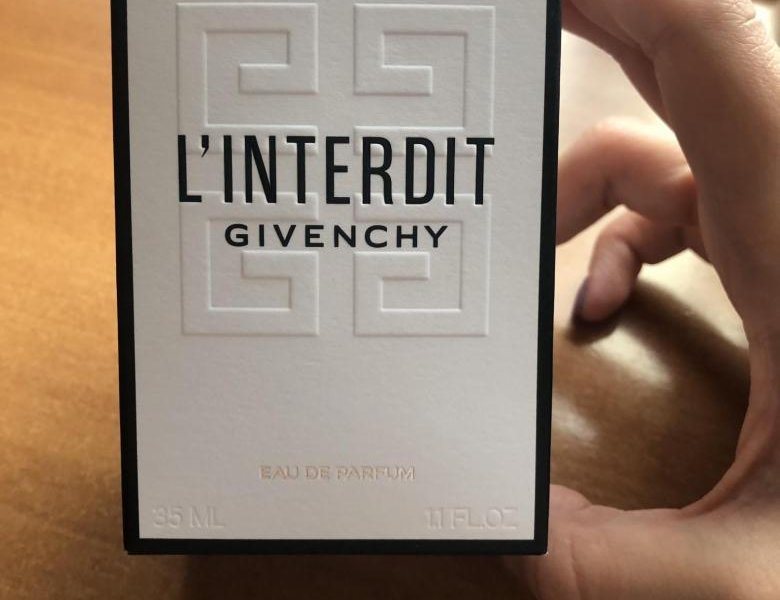 L'INTERDIT
GIVENCHY
EAU DE PARFUM
35 ML
1.1 FL.OZ